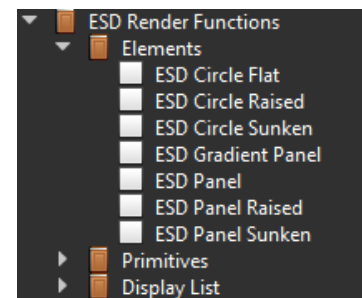 ESD Render Functions
Elements
ESD Circle Flat
ESD Circle Raised
ESD Circle Sunken
ESD Gradient Panel
ESD Panel
ESD Panel Raised
ESD Panel Sunken
Primitives
Display List